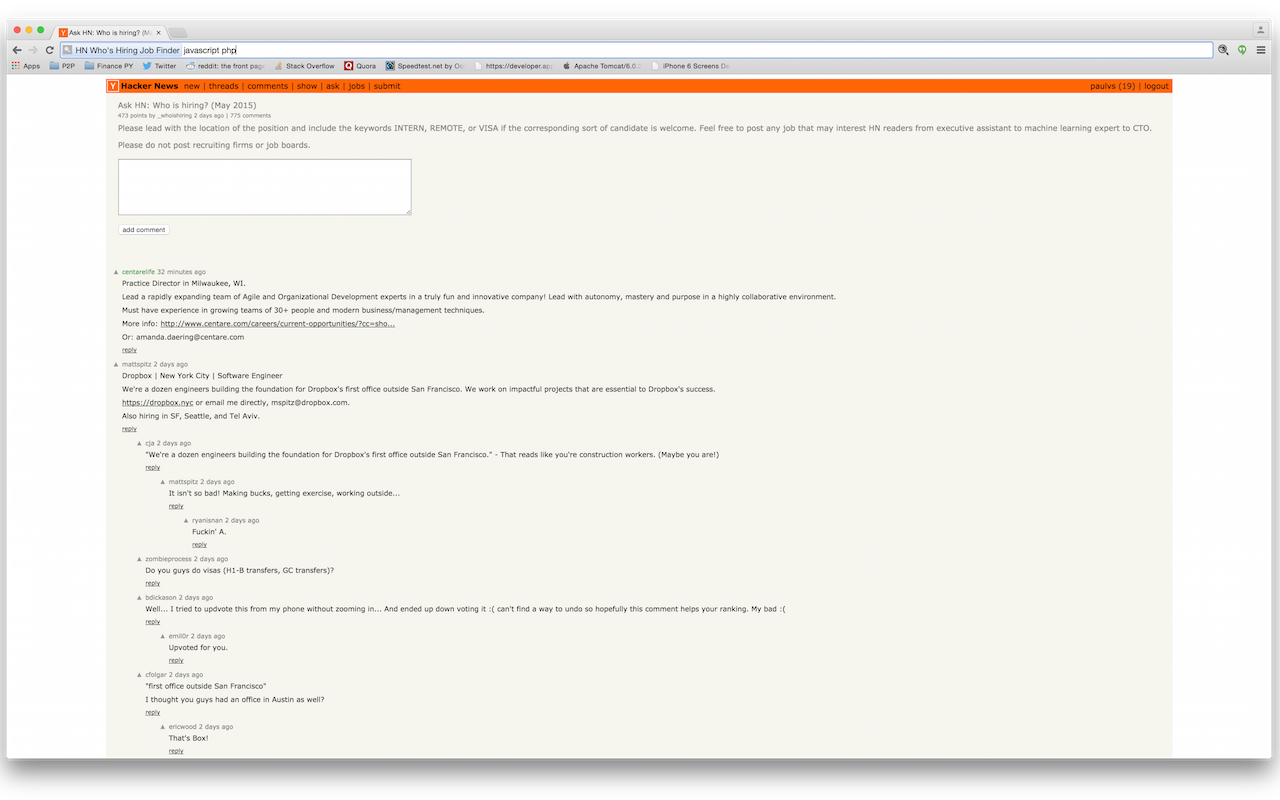 Ask HN: Who is hiring? (Ma
HN Who's Hiring Job Finder javascript php
Apps P2P Finance PY Twitter reddit: the front page Stack Overflow Quora Speedtest.net by Oo https://developer.app Apache Tomcat/6.0. iPhone 6 Screens De
Y Hacker News new | threads | comments | show | ask | jobs | submit paulvs (19) | logout
Ask HN: Who is hiring? (May 2015)
473 points by _whoishiring 2 days ago | 775 comments
Please lead with the location of the position and include the keywords INTERN, REMOTE, or VISA if the corresponding sort of candidate is welcome. Feel free to post any job that may interest HN readers from executive assistant to machine learning expert to CTO.
Please do not post recruiting firms or job boards.
add comment
centarelife 32 minutes ago
Practice Director in Milwaukee, WI.
Lead a rapidly expanding team of Agile and Organizational Development experts in a truly fun and innovative company! Lead with autonomy, mastery and purpose in a highly collaborative environment.
Must have experience in growing teams of 30+ people and modern business/management techniques.
More info: http://www.centare.com/careers/current-opportunities/?cc=sho...
Or: amanda.daering@centare.com
reply
mattspitz 2 days ago
Dropbox | New York City | Software Engineer
We're a dozen engineers building the foundation for Dropbox's first office outside San Francisco. We work on impactful projects that are essential to Dropbox's success.
https://dropbox.nyc or email me directly, mspitz@dropbox.com.
Also hiring in SF, Seattle, and Tel Aviv.
reply
cja 2 days ago
"We're a dozen engineers building the foundation for Dropbox's first office outside San Francisco." - That reads like you're construction workers. (Maybe you are!)
reply
mattspitz 2 days ago
It isn't so bad! Making bucks, getting exercise, working outside...
reply
ryanisnan 2 days ago
Fuckin' A.
reply
zombieprocess 2 days ago
Do you guys do visas (H1-B transfers, GC transfers)?
reply
bdickason 2 days ago
Well... I tried to updvote this from my phone without zooming in... And ended up down voting it :( can't find a way to undo so hopefully this comment helps your ranking. My bad :(
reply
emil0r 2 days ago
Upvoted for you.
reply
cfolgar 2 days ago
"first office outside San Francisco"
I thought you guys had an office in Austin as well?
reply
ericwood 2 days ago
That's Box!
reply